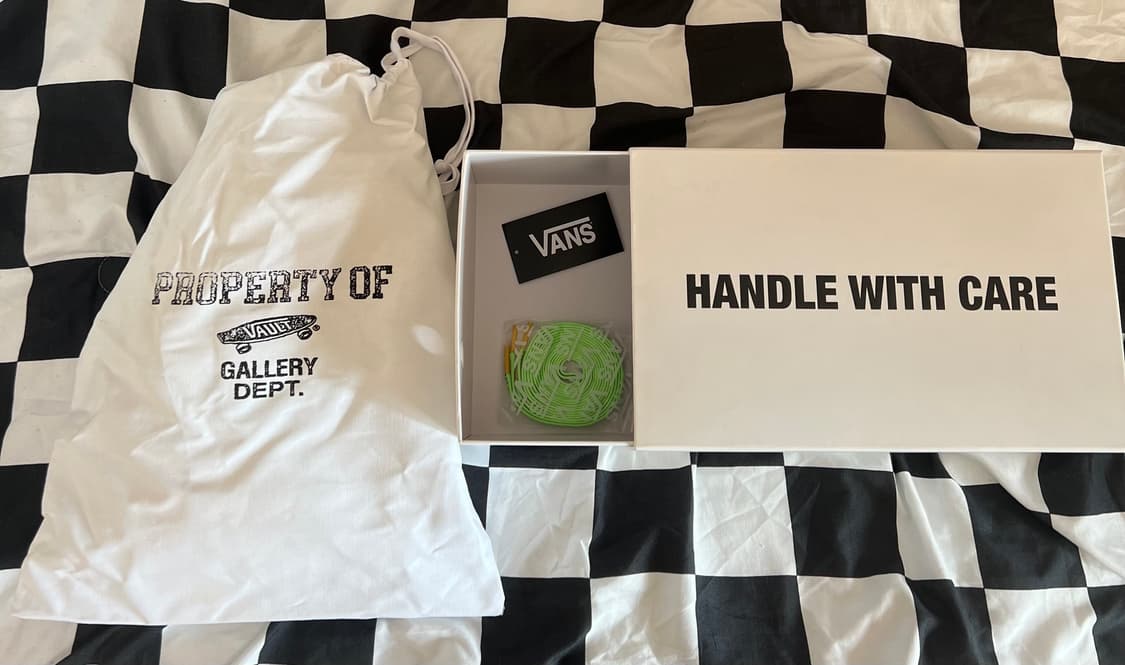 PROPERTY OF
VAULT
GALLERY
DEPT.
VANS
HANDLE WITH CARE